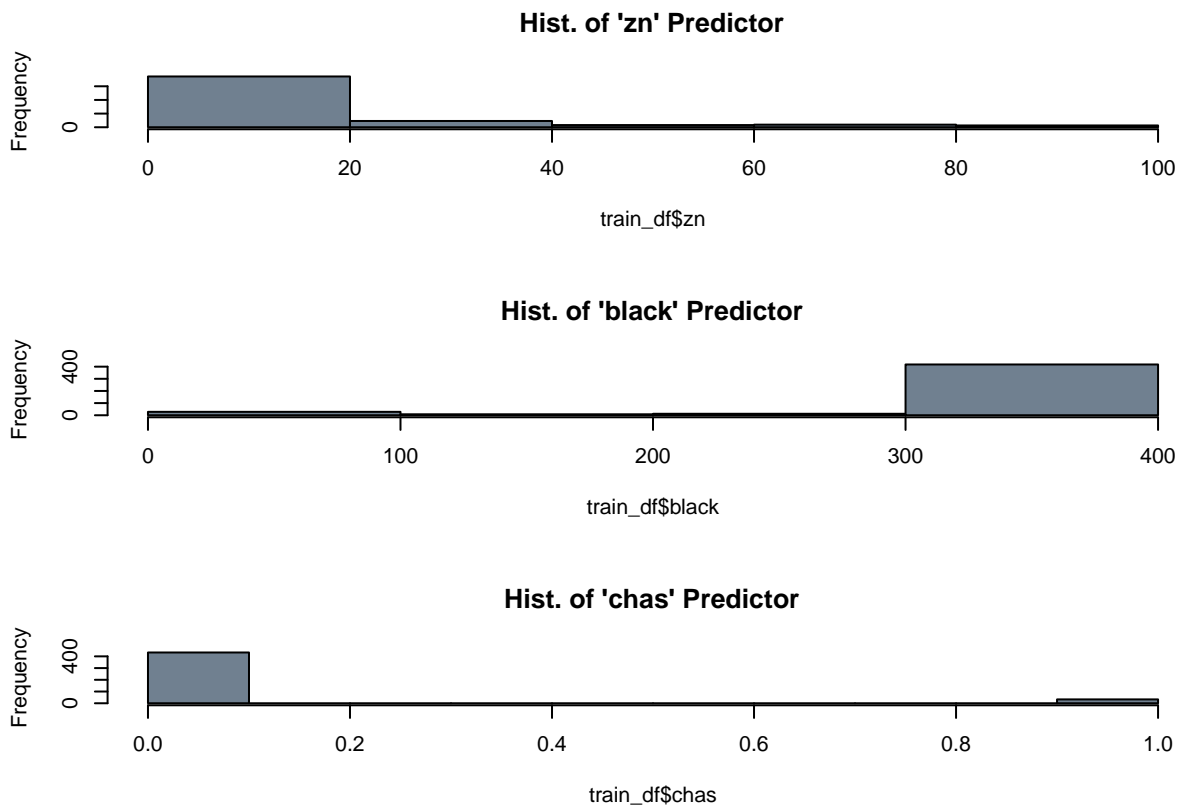 Hist. of 'zn' Predictor
Frequency
0
0 20 40 60 80 100
train_df$zn
Hist. of 'black' Predictor
Frequency
400
0
0 100 200 300 400
train_df$black
Hist. of 'chas' Predictor
Frequency
400
0
0.0 0.2 0.4 0.6 0.8 1.0
train_df$chas